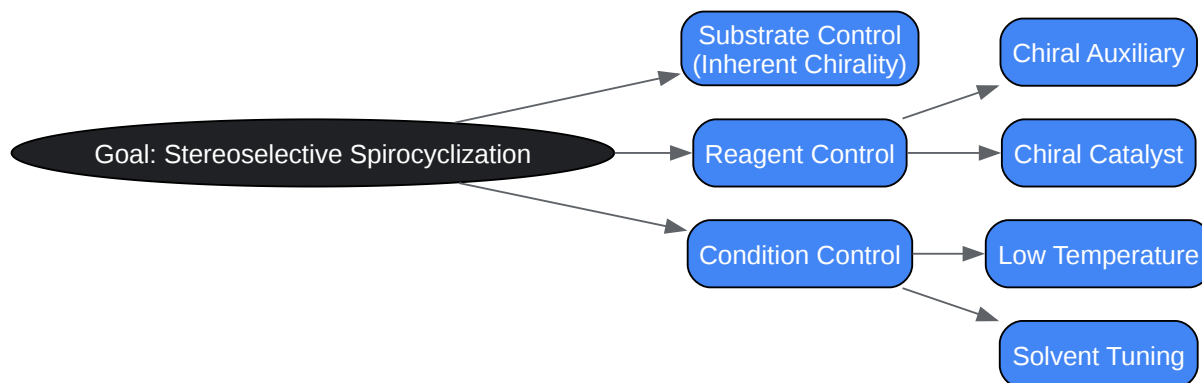 Goal: Stereoselective Spirocyclization
Substrate Control
(Inherent Chirality)
Reagent Control
Condition Control
Chiral Auxiliary
Chiral Catalyst
Low Temperature
Solvent Tuning